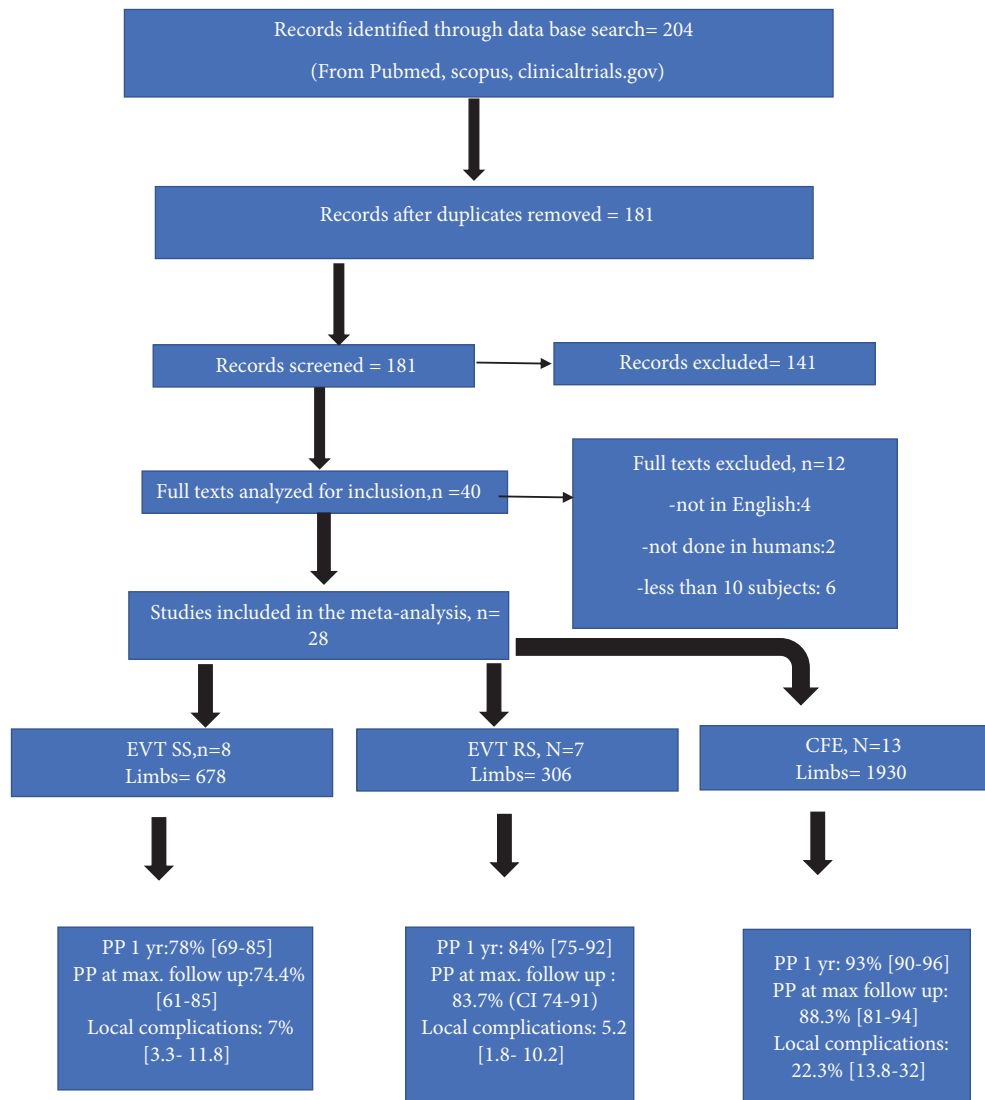 Records identified through data base search= 204
(From Pubmed, scopus, clinicaltrials.gov)
Records after duplicates removed = 181
Records screened = 181
Records excluded= 141
Full texts analyzed for inclusion,n =40
Full texts excluded, n=12
-not in English:4
-not done in humans:2
-less than 10 subjects: 6
Studies included in the meta-analysis, n=
28
EVT SS,n=8
Limbs= 678
EVT RS, N=7
Limbs= 306
CFE, N=13
Limbs= 1930
PP 1 yr:78% [69-85]
PP at max. follow up:74.4%
[61-85]
Local complications: 7%
[3.3- 11.8]
PP 1 yr: 84% [75-92]
PP at max. follow up :
83.7% (CI 74-91)
Local complications: 5.2
[1.8- 10.2]
PP 1 yr: 93% [90-96]
PP at max follow up:
88.3% [81-94]
Local complications:
22.3% [13.8-32]